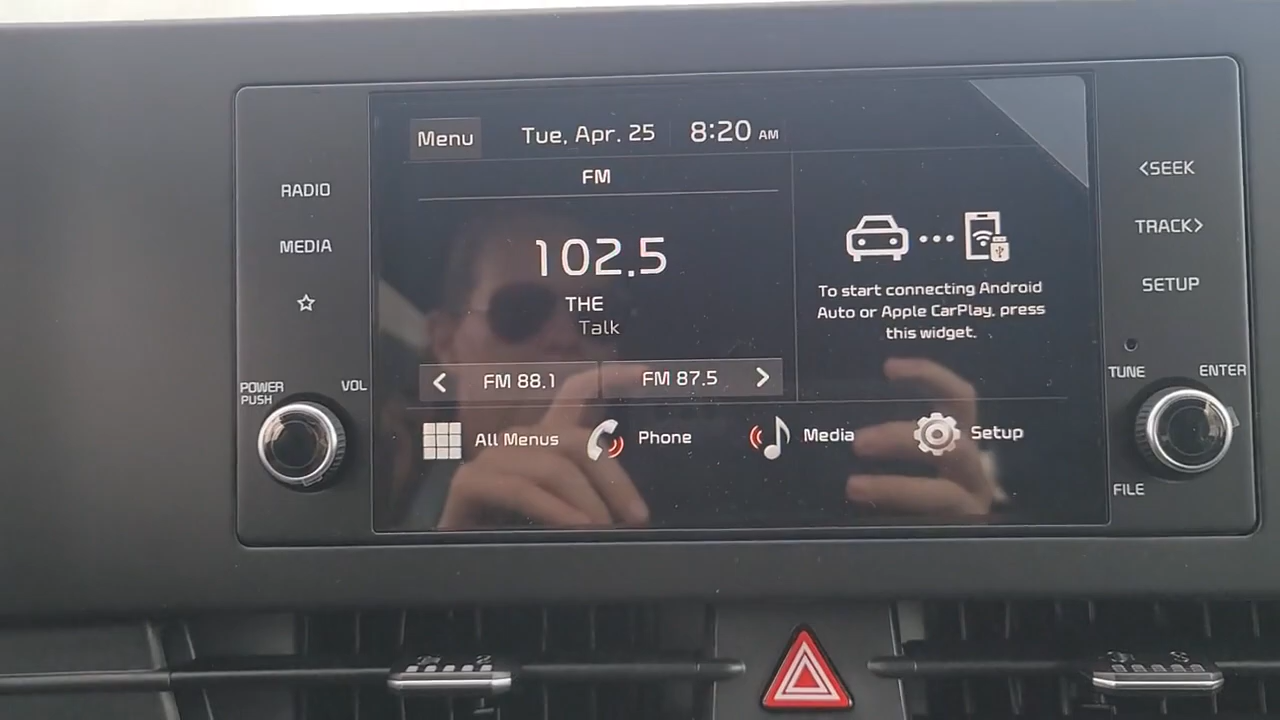 Menu Tue, Apr. 25 8:20 AM
FM
102.5
THE
Talk
FM 88.1 FM 87.5
To start connecting Android
Auto or Apple CarPlay, press
this widget.
All Menus Phone Media Setup
RADIO
MEDIA
POWER
PUSH
VOL
<SEEK
TRACK>
SETUP
TUNE
ENTER
FILE